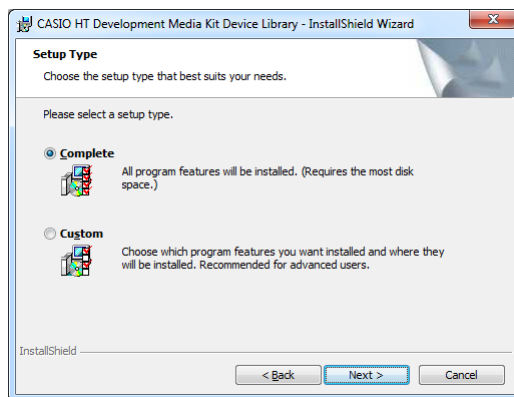 CASIO HT Development Media Kit Device Library - InstallShield Wizard
Setup Type
Choose the setup type that best suits your needs.
Please select a setup type.
Complete
All program features will be installed. (Requires the most disk
space.)
Custom
Choose which program features you want installed and where they
will be installed. Recommended for advanced users.
InstallShield
< Back
Next >
Cancel